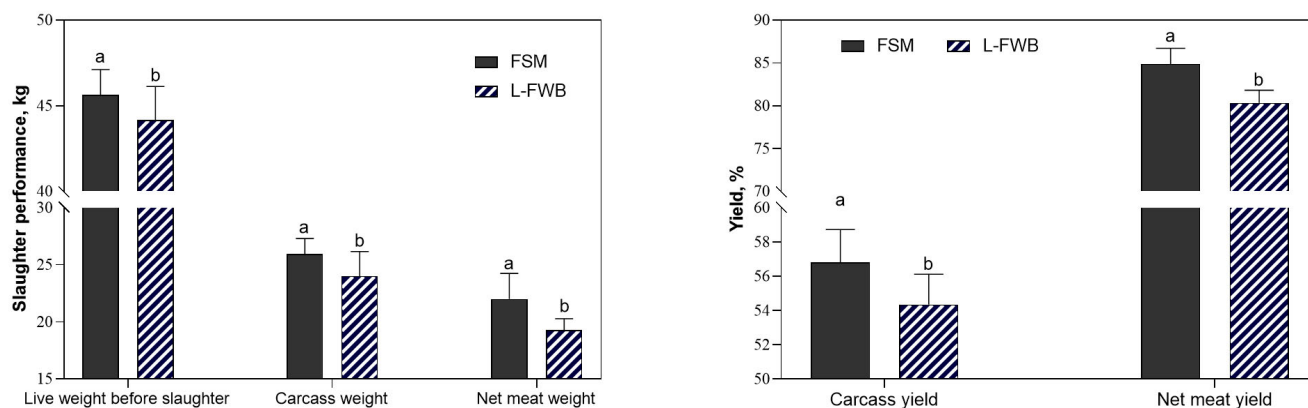 Slaughter performance, kg
50
45
40
30
25
20
15
a
b
a
b
a
b
FSM
L-FWB
Live weight before slaughter
Carcass weight
Net meat weight
Yield, %
90
85
80
75
70
60
58
56
54
52
50
FSM
L-FWB
a
b
a
b
Carcass yield
Net meat yield